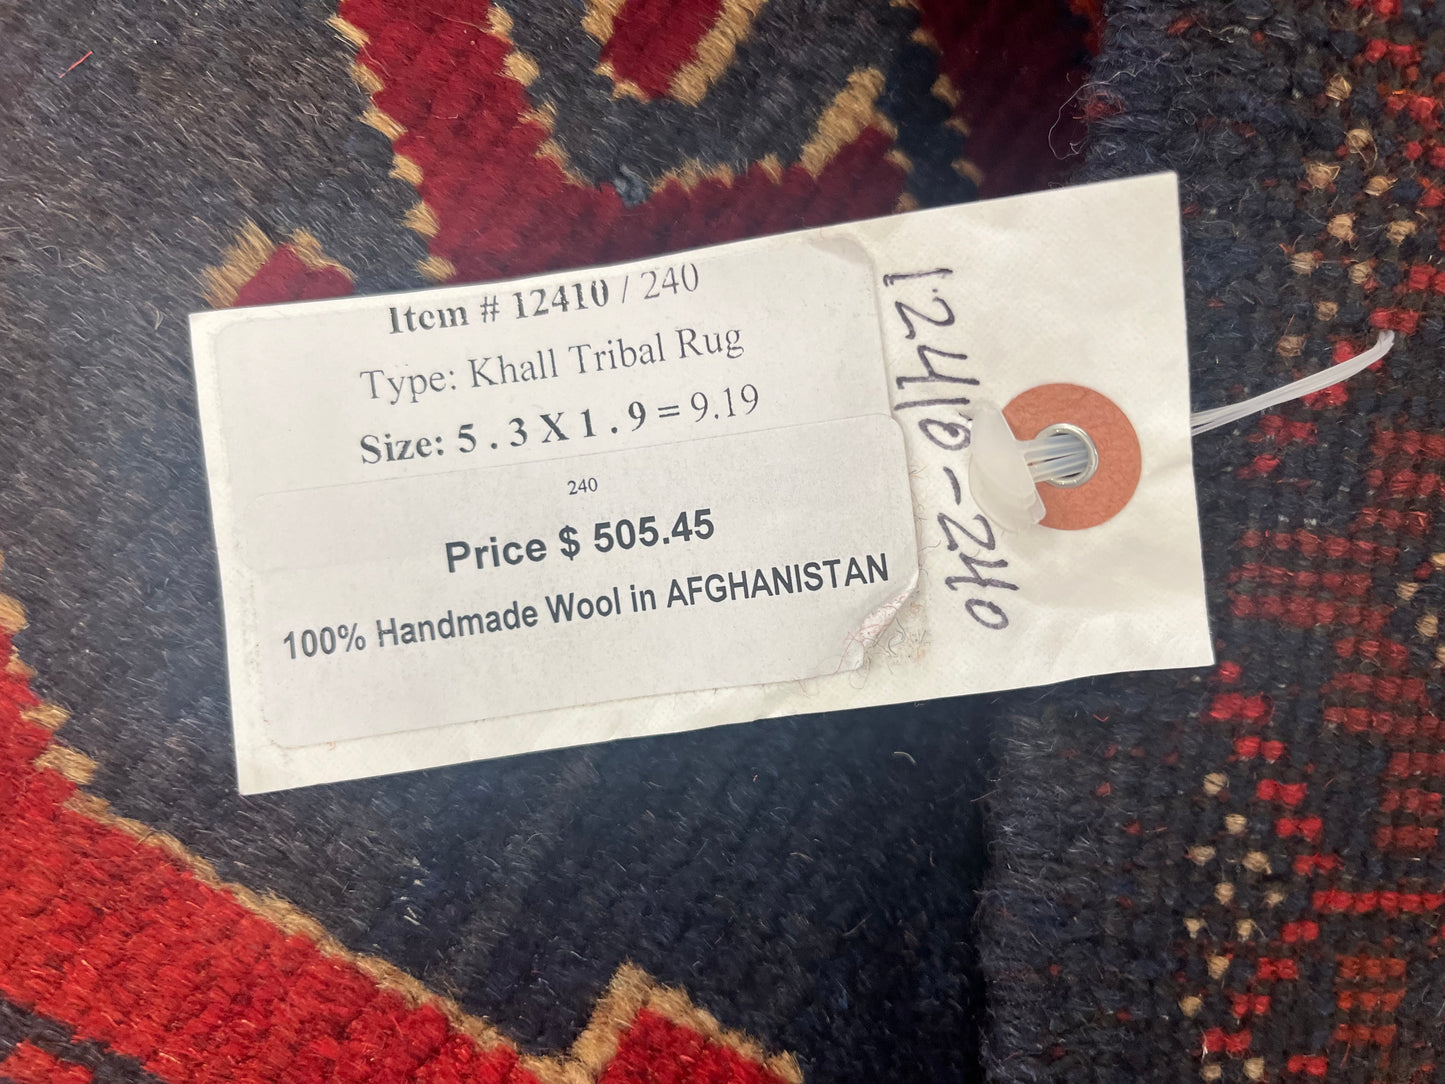 Item # 12410 / 240
Type: Khall Tribal Rug
Size: 5 . 3 X 1 . 9 = 9.19
240
Price $ 505.45
100% Handmade Wool in AFGHANISTAN
12410-240